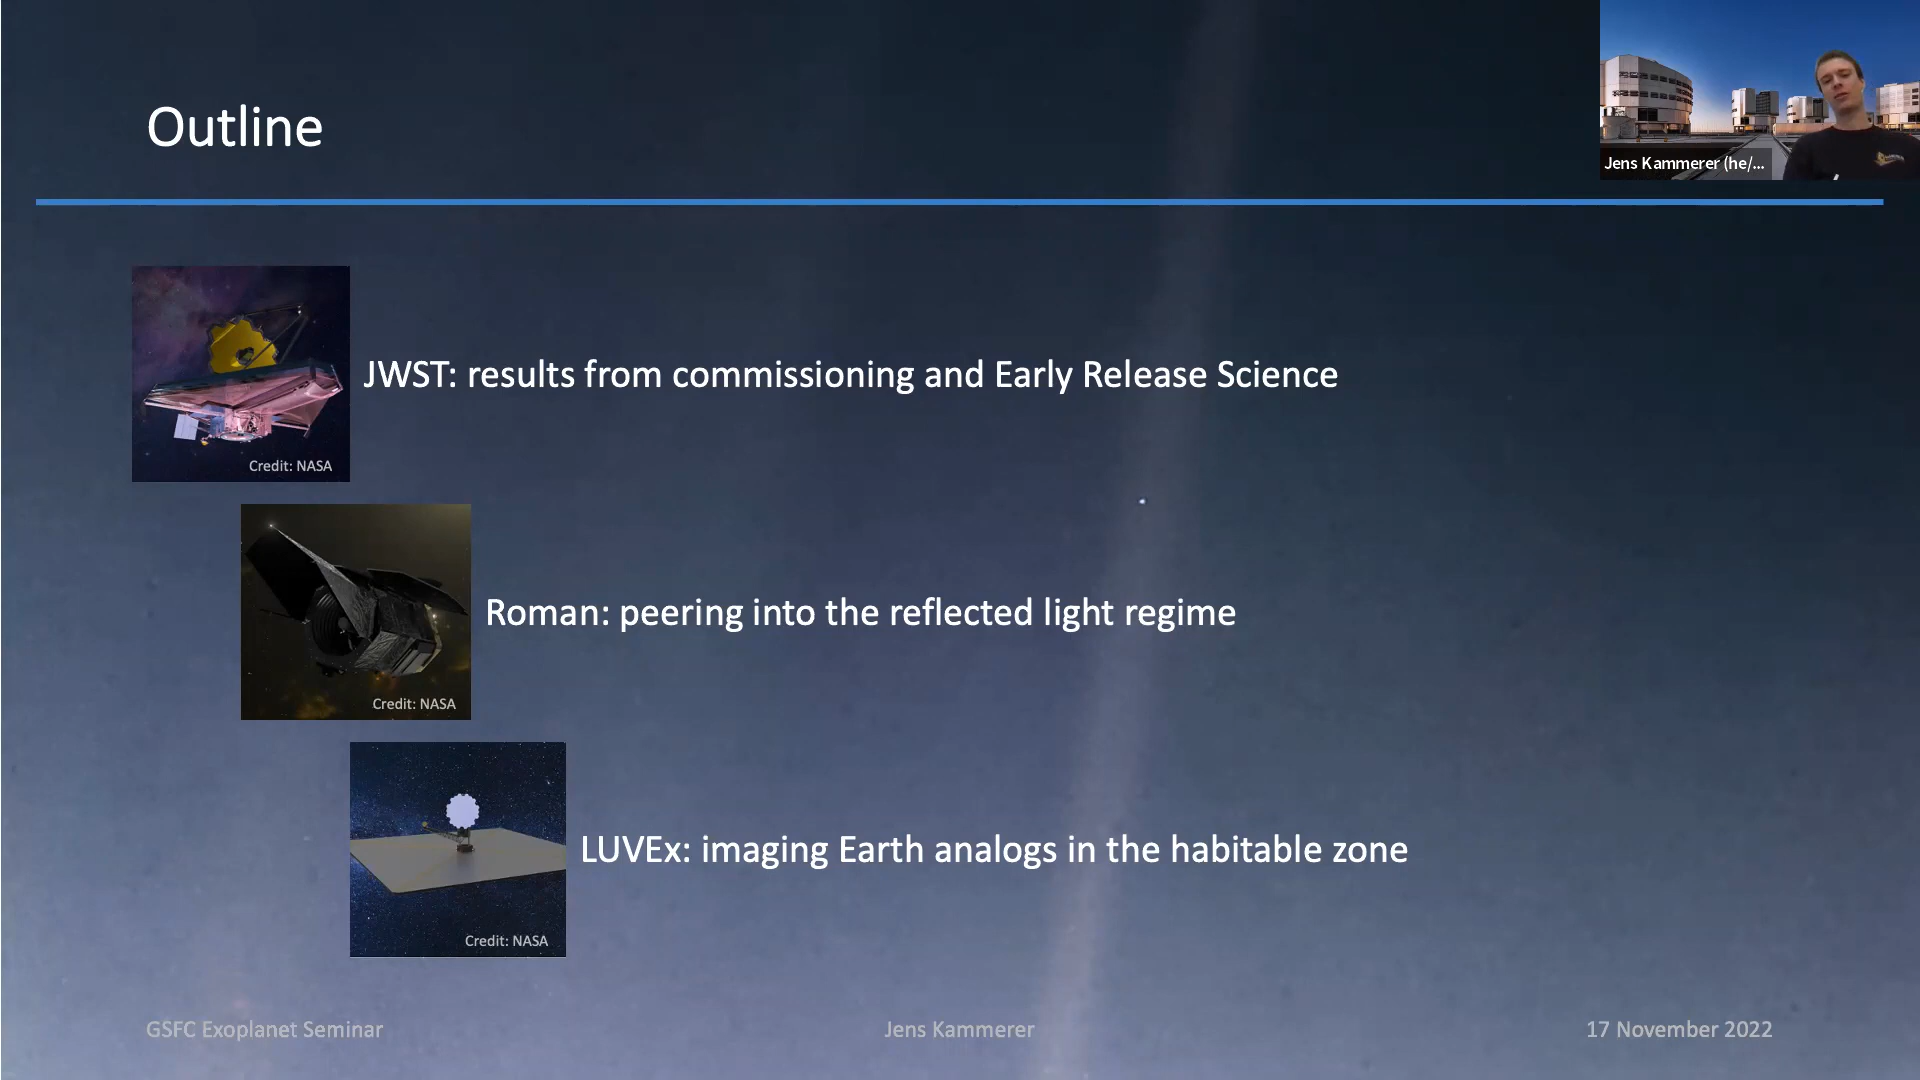 Outline
Jens Kammerer (he/...
JWST: results from commissioning and Early Release Science
Credit: NASA
Roman: peering into the reflected light regime
Credit: NASA
LUVEx: imaging Earth analogs in the habitable zone
Credit: NASA
GSFC Exoplanet Seminar
Jens Kammerer
17 November 2022